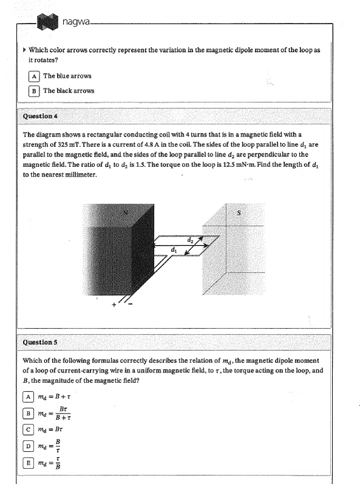 nagwa
Which color arrows correctly represent the variation in the magnetic dipole moment of the loop as
it rotates?
A The blue arrows
B The black arrows
Question 4
The diagram shows a rectangular conducting coil with 4 turns that is in a magnetic field with a
strength of 325 mT. There is a current of 4.8 A in the coil. The sides of the loop parallel to line d₁ are
parallel to the magnetic field, and the sides of the loop parallel to line d₂ are perpendicular to the
magnetic field. The ratio of d₁ to d₂ is 1.5. The torque on the loop is 12.5 mN·m. Find the length of d₁
to the nearest millimeter.
N
S
d₂
d₁
+ −
Question 5
Which of the following formulas correctly describes the relation of m_d, the magnetic dipole moment
of a loop of current-carrying wire in a uniform magnetic field, to τ, the torque acting on the loop, and
B, the magnitude of the magnetic field?
A m_d = B + τ
B m_d = Bτ/(B + τ)
C m_d = Bτ
D m_d = B/τ
E m_d = τ/B